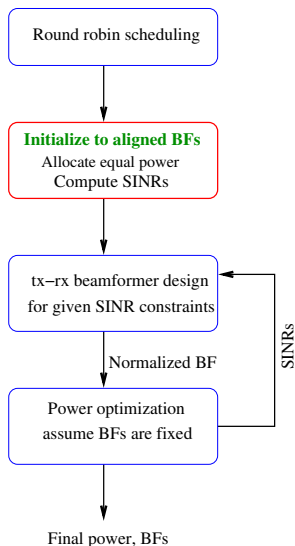 Round robin scheduling
Initialize to aligned BFs
Allocate equal power
Compute SINRs
tx−rx beamformer design
for given SINR constraints
SINRs
Normalized BF
Power optimization
assume BFs are fixed
Final power, BFs